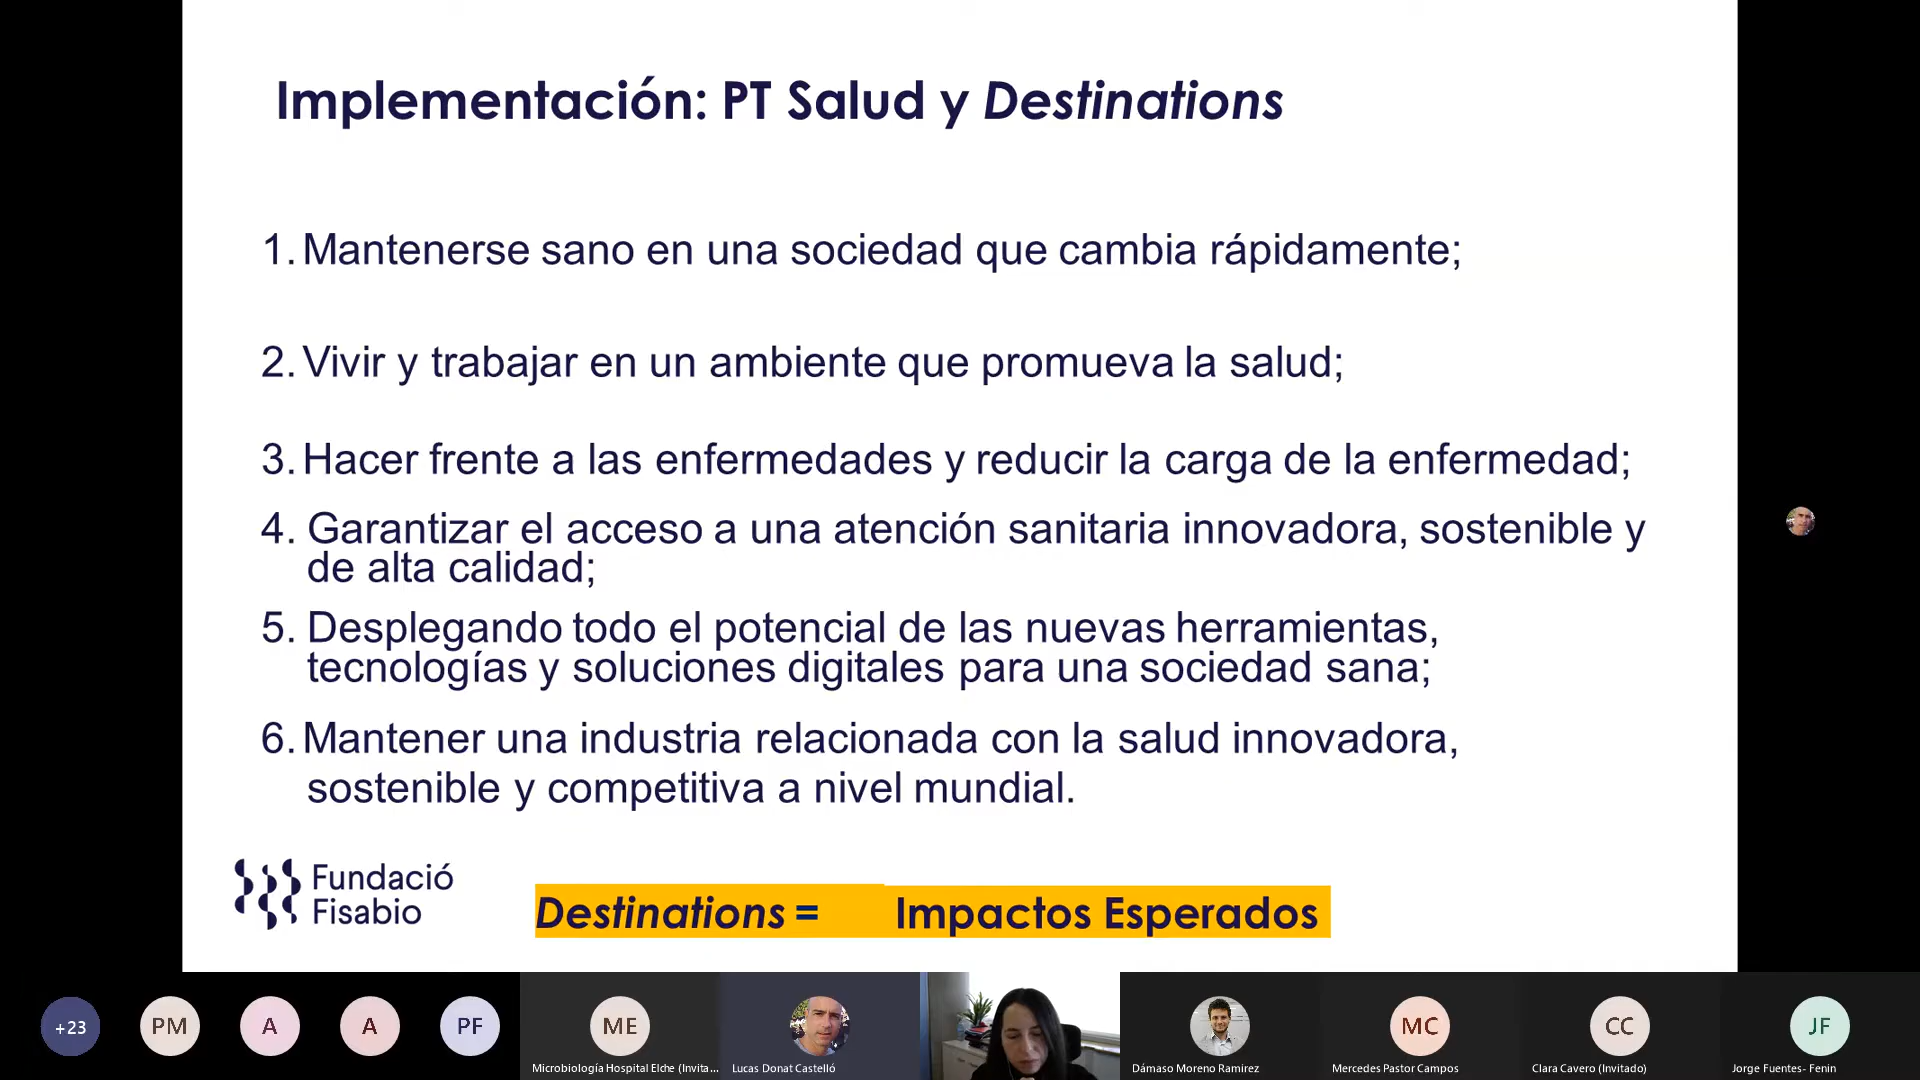 Implementación: PT Salud y Destinations
1. Mantenerse sano en una sociedad que cambia rápidamente;
2. Vivir y trabajar en un ambiente que promueva la salud;
3. Hacer frente a las enfermedades y reducir la carga de la enfermedad;
4. Garantizar el acceso a una atención sanitaria innovadora, sostenible y
de alta calidad;
5. Desplegando todo el potencial de las nuevas herramientas,
tecnologías y soluciones digitales para una sociedad sana;
6. Mantener una industria relacionada con la salud innovadora,
sostenible y competitiva a nivel mundial.
Fundació
Fisabio
Destinations = Impactos Esperados
+23
PM
A
A
PF
ME
MC
CC
JF
Microbiología Hospital Elche (Invita...
Lucas Donat Castelló
Dámaso Moreno Ramirez
Mercedes Pastor Campos
Clara Cavero (Invitado)
Jorge Fuentes- Fenin